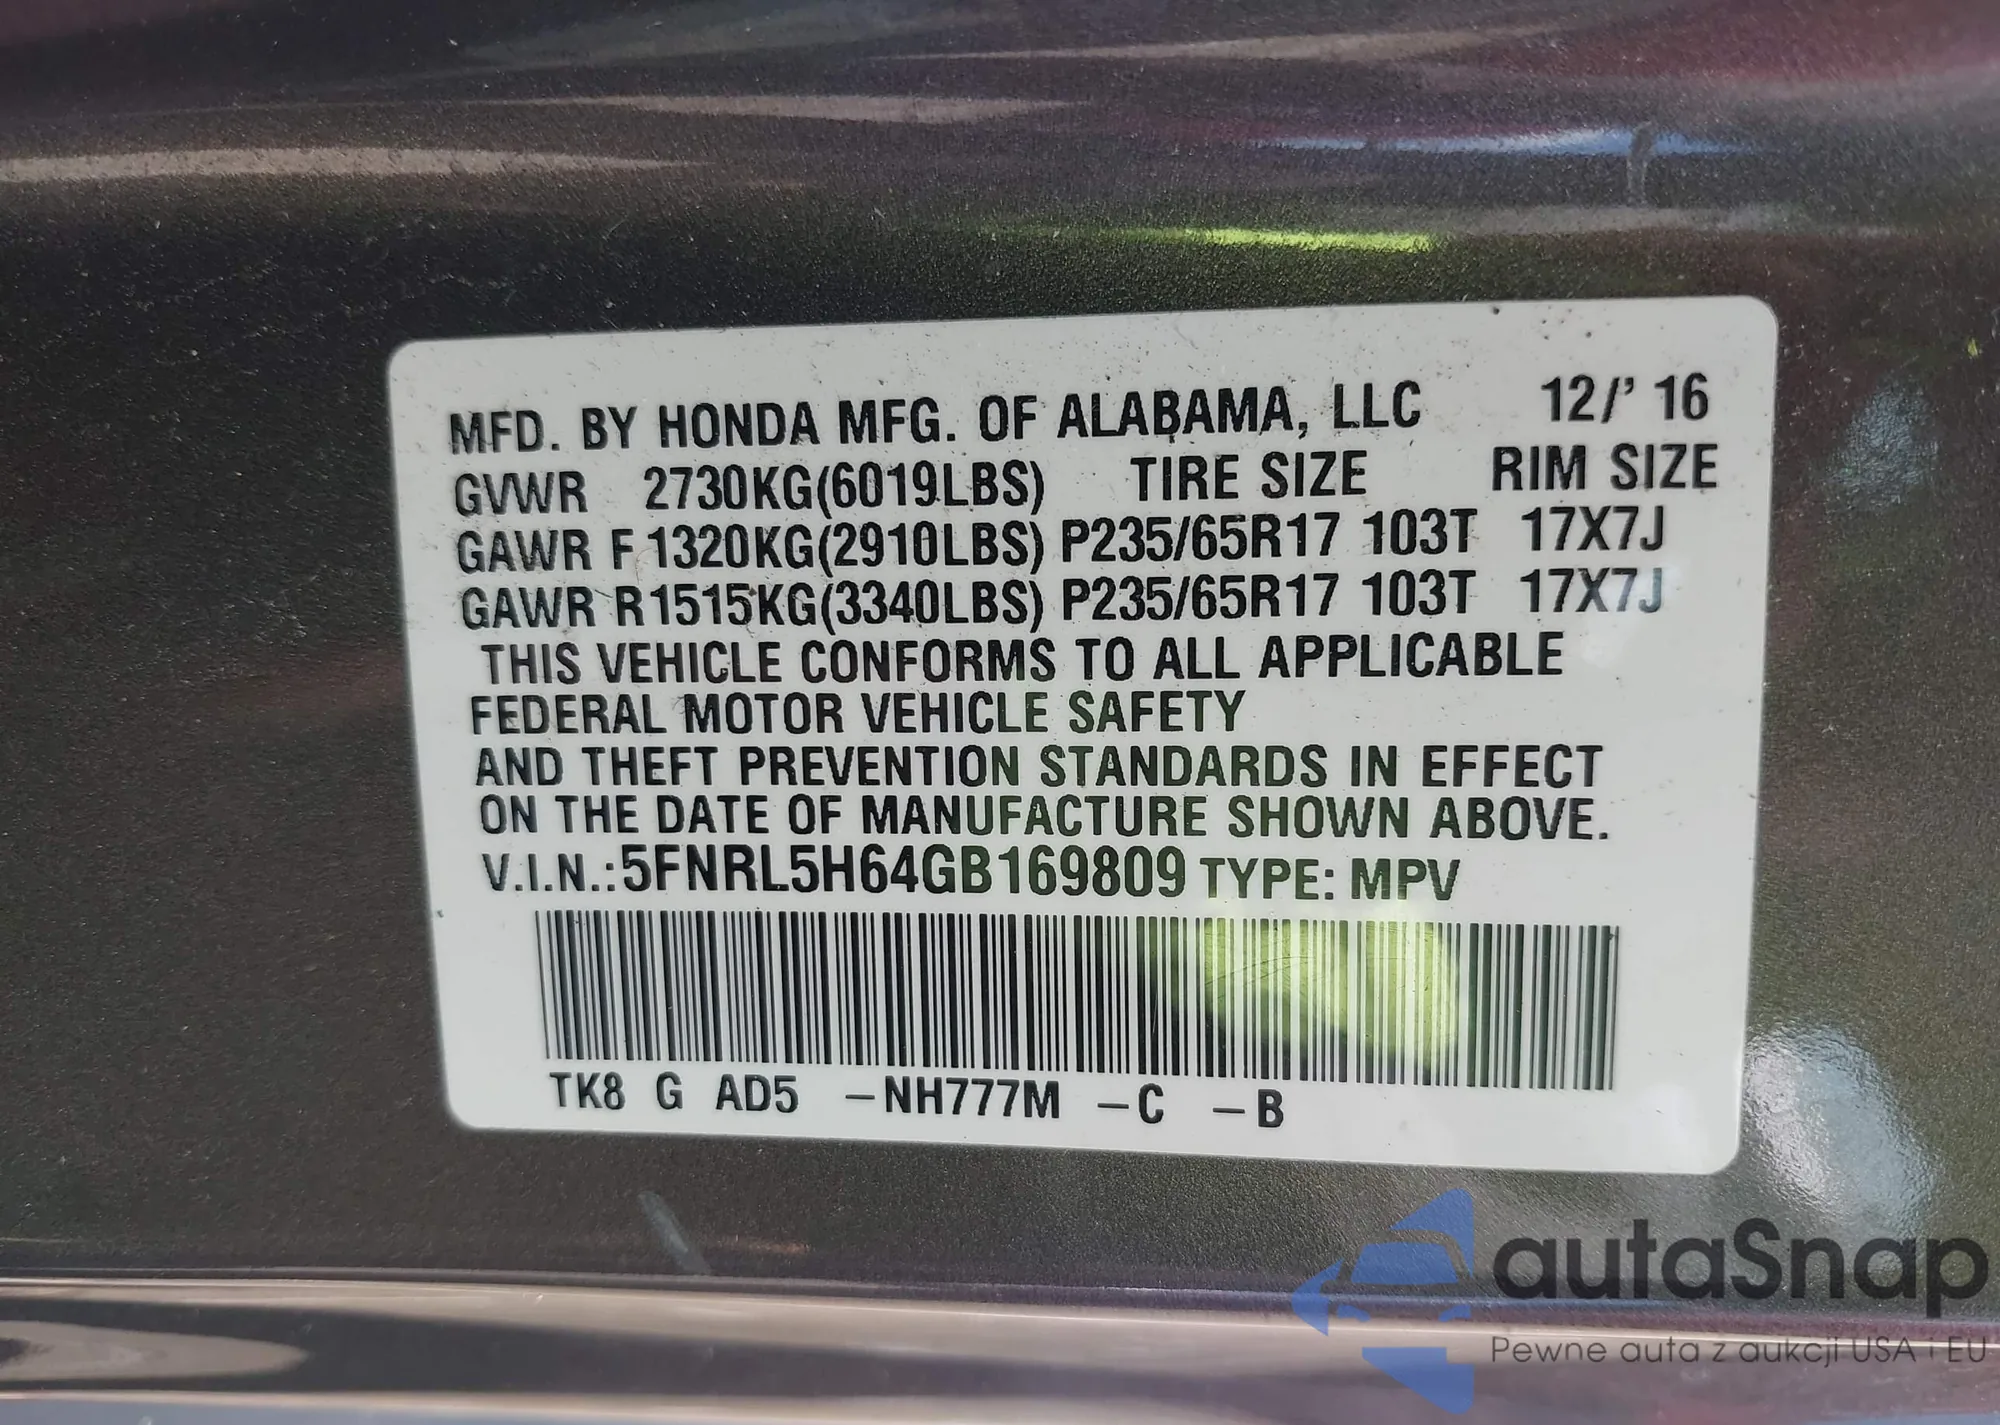 MFD. BY HONDA MFG. OF ALABAMA, LLC 12/' 16
GVWR 2730KG(6019LBS) TIRE SIZE RIM SIZE
GAWR F 1320KG(2910LBS) P235/65R17 103T 17X7J
GAWR R 1515KG(3340LBS) P235/65R17 103T 17X7J
THIS VEHICLE CONFORMS TO ALL APPLICABLE
FEDERAL MOTOR VEHICLE SAFETY
AND THEFT PREVENTION STANDARDS IN EFFECT
ON THE DATE OF MANUFACTURE SHOWN ABOVE.
V.I.N.:5FNRL5H64GB169809 TYPE: MPV
TK8 G AD5 -NH777M -C -B
autaSnap
Pewne auta z aukcji USA i EU